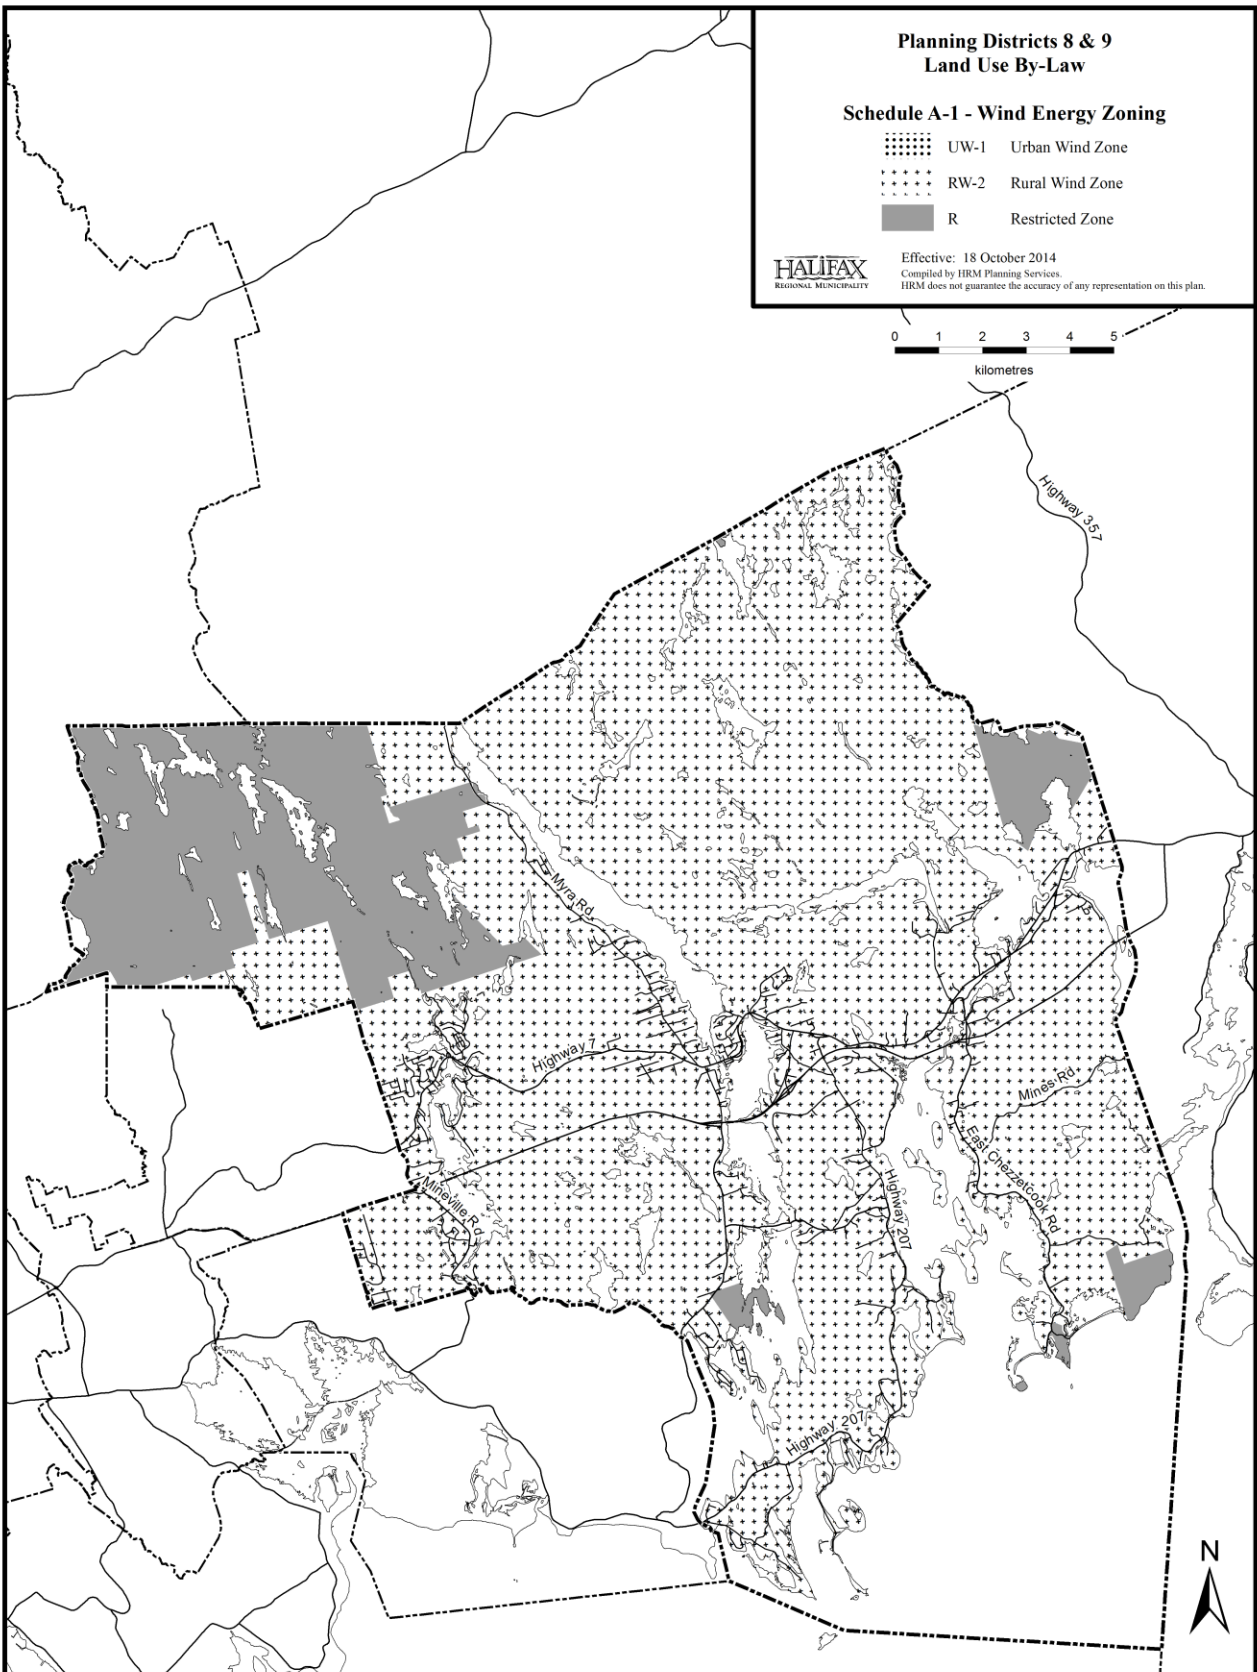 Planning Districts 8 & 9
Land Use By-Law
Schedule A-1 - Wind Energy Zoning
UW-1 Urban Wind Zone
RW-2 Rural Wind Zone
R Restricted Zone
HALIFAX
REGIONAL MUNICIPALITY
Effective: 18 October 2014
Compiled by HRM Planning Services.
HRM does not guarantee the accuracy of any representation on this plan.
0 1 2 3 4 5
kilometres
Highway 357
Myra Rd
Highway 7
Mines Rd
East Chezzetcook Rd
Mineville Rd
Highway 207
Highway 207
N